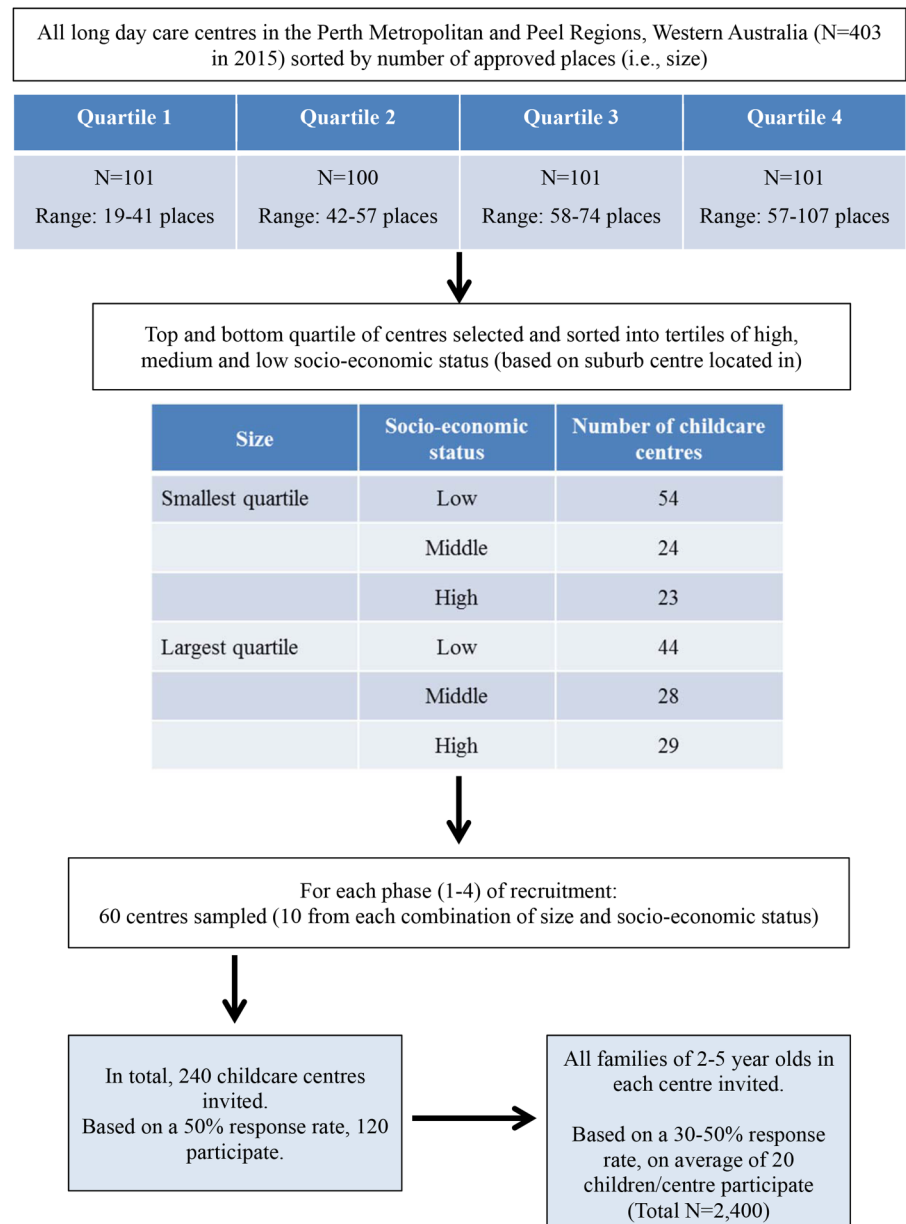 All long day care centres in the Perth Metropolitan and Peel Regions, Western Australia (N=403
in 2015) sorted by number of approved places (i.e., size)
Quartile 1 Quartile 2 Quartile 3 Quartile 4
N=101 N=100 N=101 N=101
Range: 19-41 places Range: 42-57 places Range: 58-74 places Range: 57-107 places
Top and bottom quartile of centres selected and sorted into tertiles of high,
medium and low socio-economic status (based on suburb centre located in)
Size Socio-economic status Number of childcare centres
Smallest quartile Low 54
Middle 24
High 23
Largest quartile Low 44
Middle 28
High 29
For each phase (1-4) of recruitment:
60 centres sampled (10 from each combination of size and socio-economic status)
In total, 240 childcare centres
invited.
Based on a 50% response rate, 120
participate.
All families of 2-5 year olds in
each centre invited.
Based on a 30-50% response
rate, on average of 20
children/centre participate
(Total N=2,400)